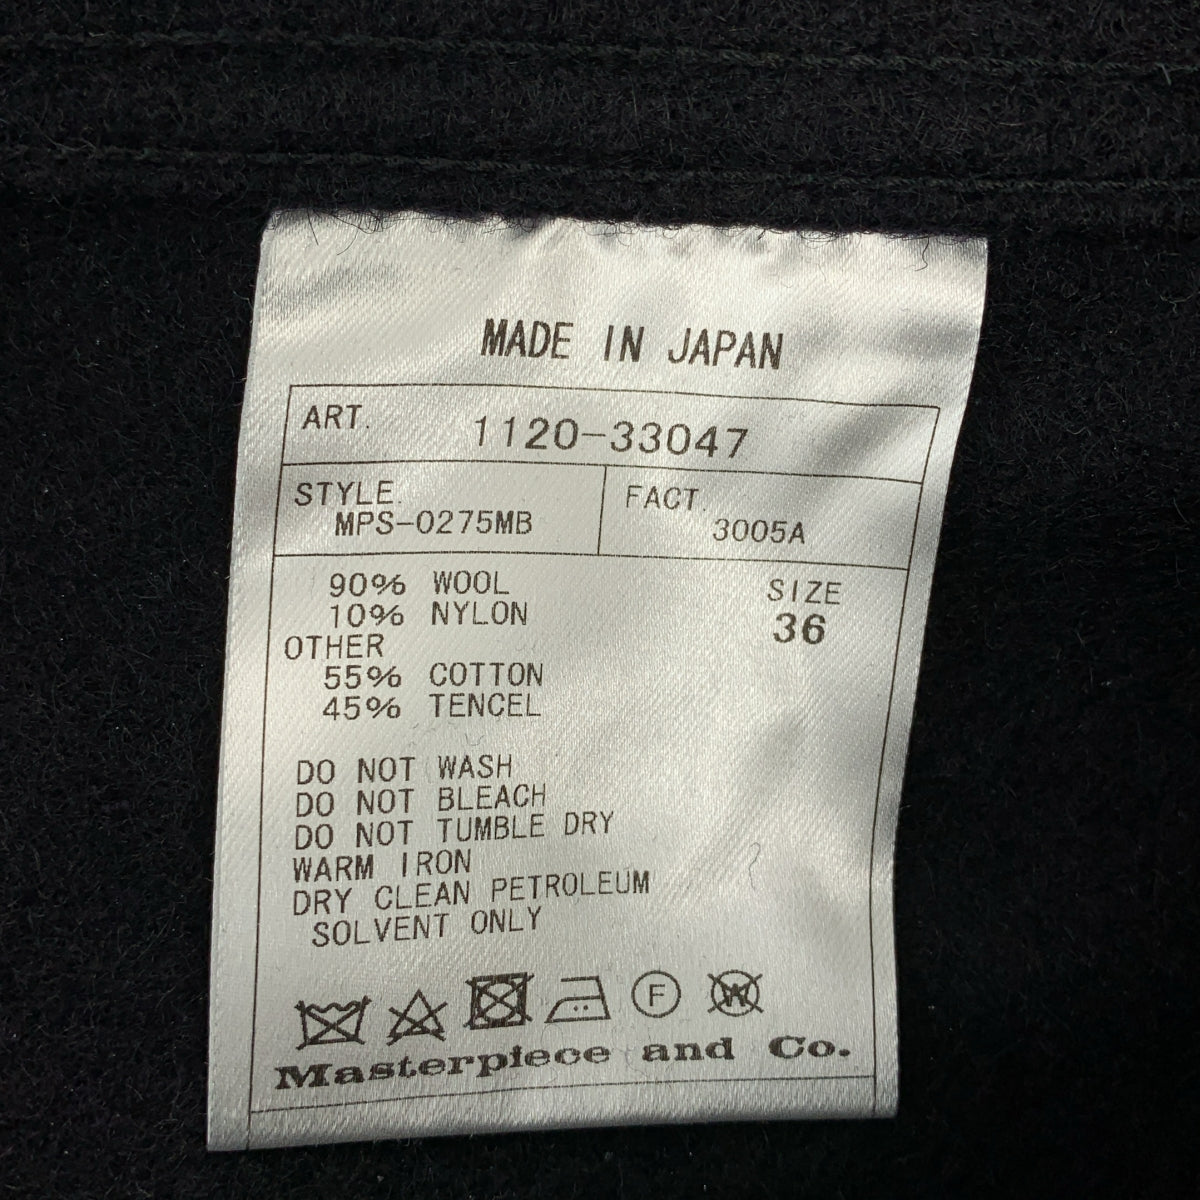 MADE IN JAPAN
ART. 1120-33047
STYLE. FACT.
MPS-0275MB 3005A
90% WOOL SIZE
10% NYLON 36
OTHER
55% COTTON
45% TENCEL
DO NOT WASH
DO NOT BLEACH
DO NOT TUMBLE DRY
WARM IRON
DRY CLEAN PETROLEUM
SOLVENT ONLY
F W
Masterpiece and Co.